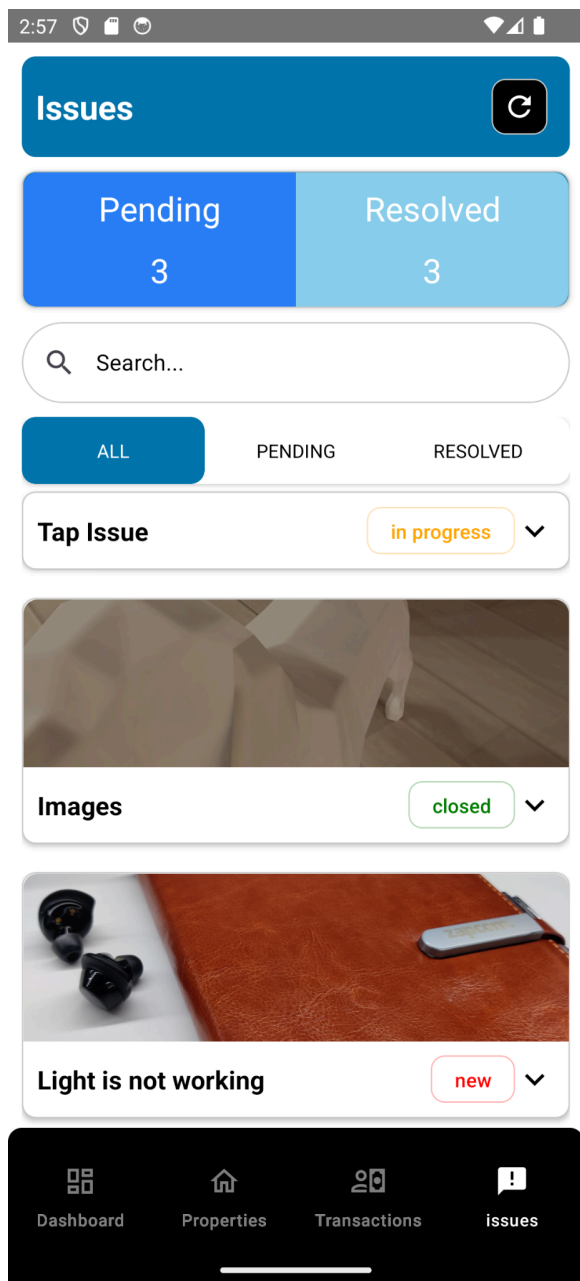 2:57
Issues
Pending
Resolved
3
3
Search...
ALL
PENDING
RESOLVED
Tap Issue
in progress
Images
closed
Light is not working
new
Dashboard
Properties
Transactions
issues